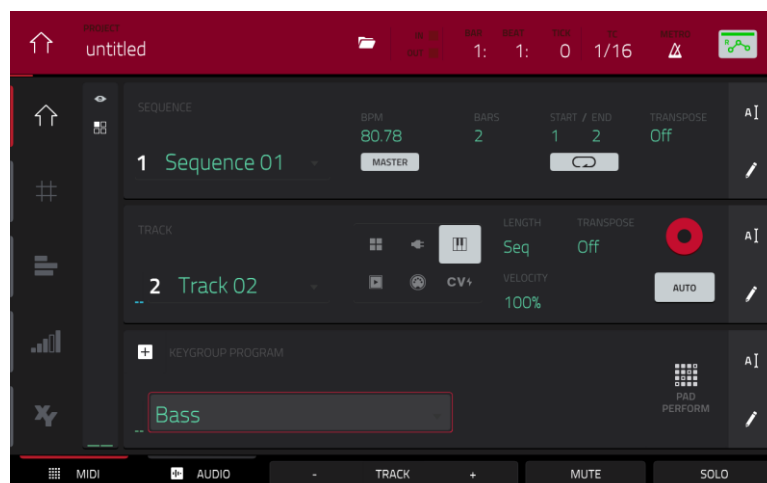 PROJECT
untitled
IN
OUT
BAR BEAT TICK TC METRO
1: 1: 0 1/16
SEQUENCE
1 Sequence 01
BPM
80.78
MASTER
BARS
2
START / END
1 2
TRANSPOSE
Off
TRACK
2 Track 02
CV
LENGTH
Seq
TRANSPOSE
Off
VELOCITY
100%
AUTO
KEYGROUP PROGRAM
Bass
PAD
PERFORM
A
A
A
XY
MIDI AUDIO - TRACK + MUTE SOLO